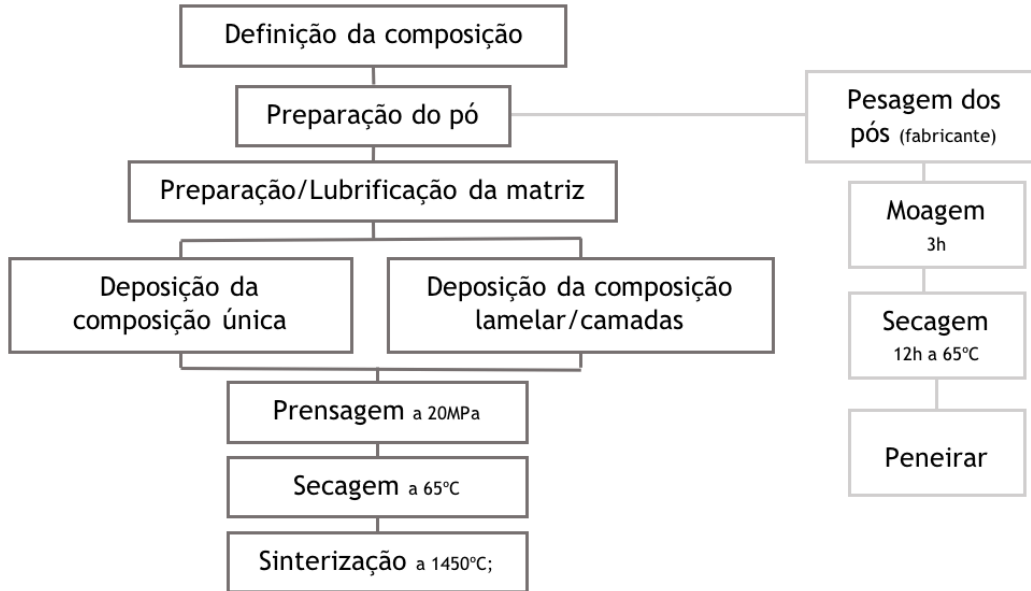 Definição da composição
Preparação do pó
Pesagem dos
pós (fabricante)
Preparação/Lubrificação da matriz
Moagem
3h
Deposição da
composição única
Deposição da composição
lamelar/camadas
Secagem
12h a 65ºC
Prensagem a 20MPa
Peneirar
Secagem a 65ºC
Sinterização a 1450ºC;